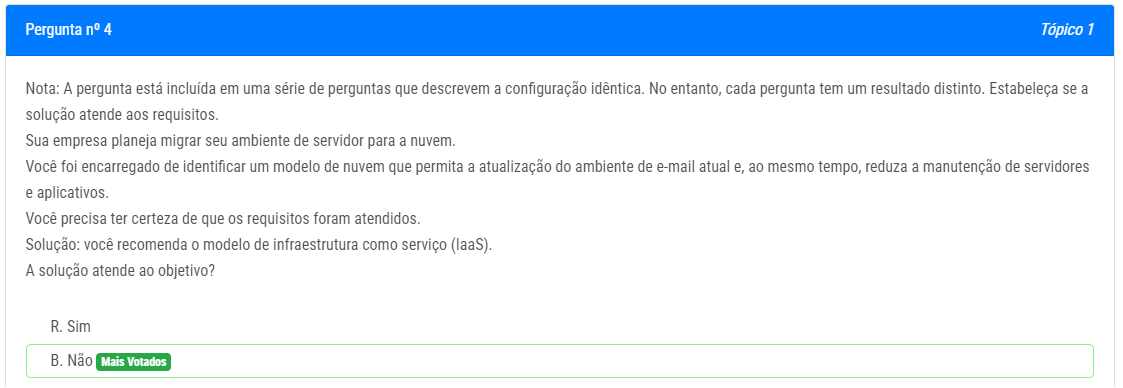 Pergunta nº 4
Tópico 1
Nota: A pergunta está incluída em uma série de perguntas que descrevem a configuração idêntica. No entanto, cada pergunta tem um resultado distinto. Estabeleça se a
solução atende aos requisitos.
Sua empresa planeja migrar seu ambiente de servidor para a nuvem.
Você foi encarregado de identificar um modelo de nuvem que permita a atualização do ambiente de e-mail atual e, ao mesmo tempo, reduza a manutenção de servidores
e aplicativos.
Você precisa ter certeza de que os requisitos foram atendidos.
Solução: você recomenda o modelo de infraestrutura como serviço (IaaS).
A solução atende ao objetivo?
R. Sim
B. Não Mais Votados